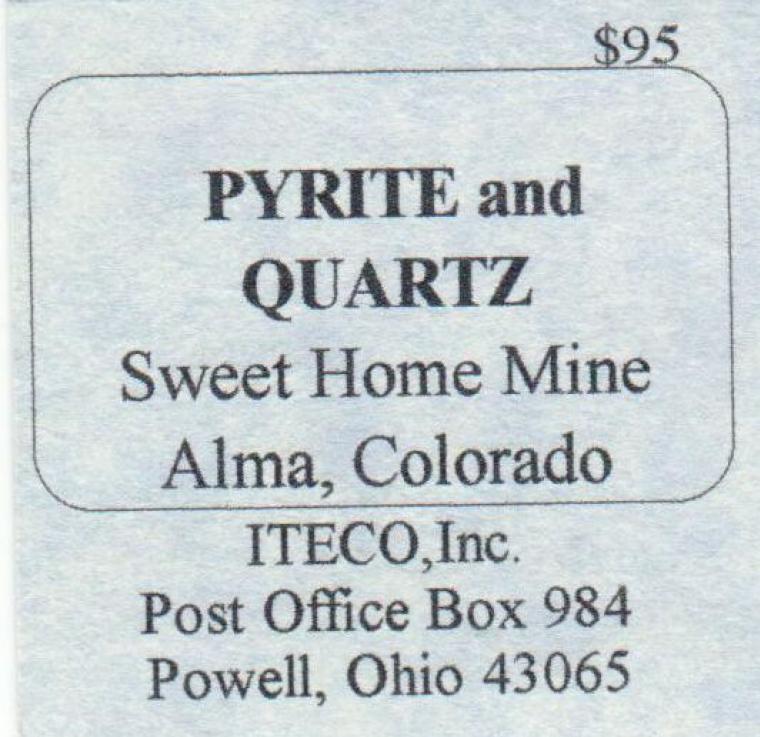 $95
PYRITE and
QUARTZ
Sweet Home Mine
Alma, Colorado
ITECO,Inc.
Post Office Box 984
Powell, Ohio 43065